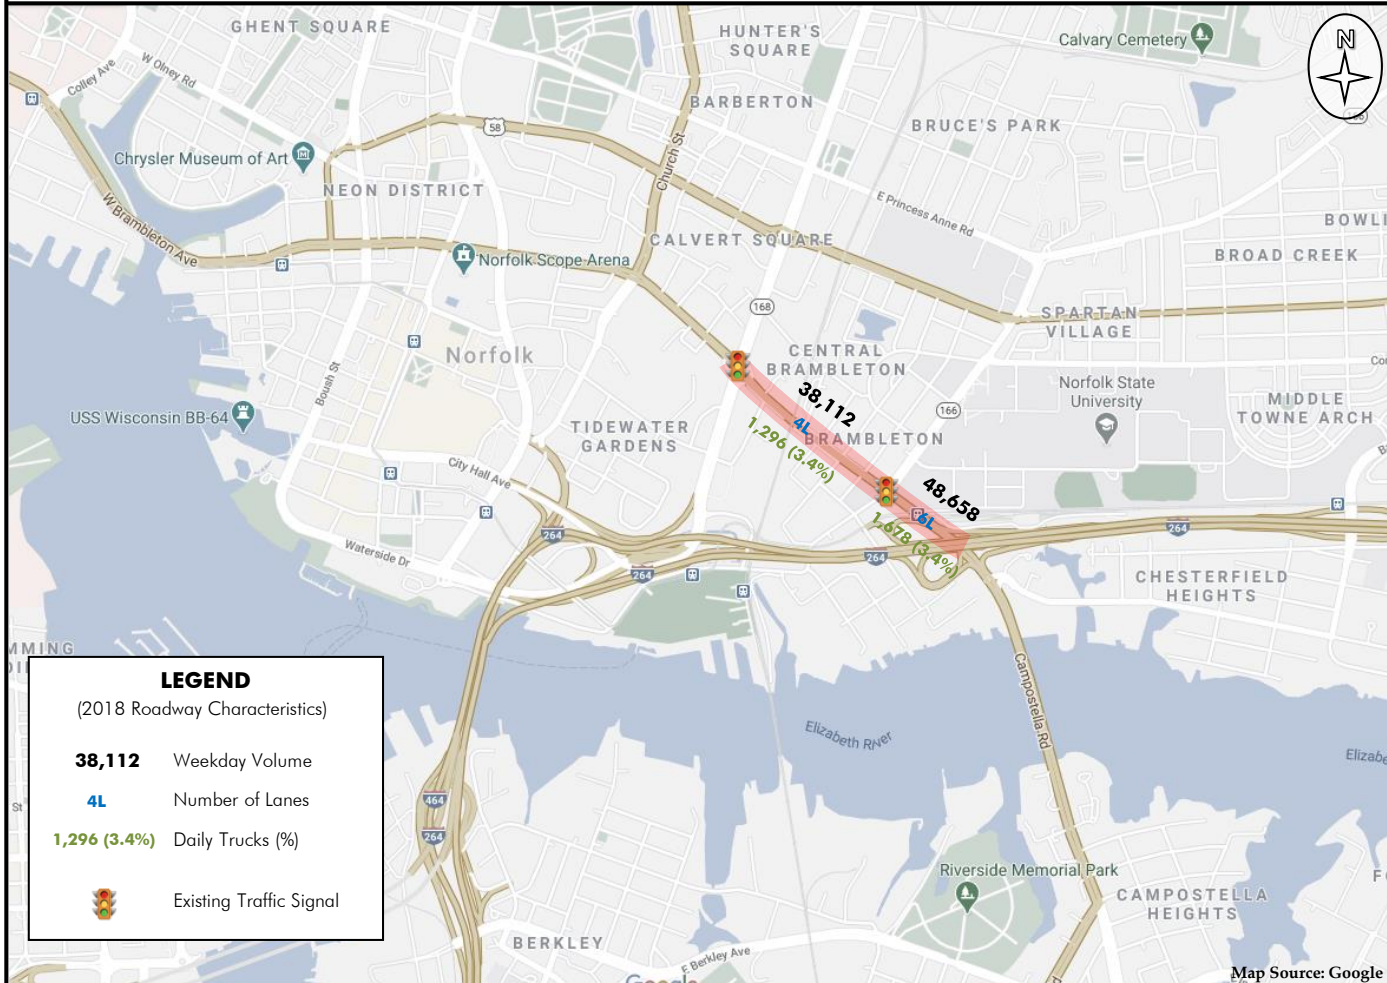 GHENT SQUARE
HUNTER'S
SQUARE
Calvary Cemetery
N
Colley Ave
W Olney Rd
BARBERTON
58
BRUCE'S PARK
Chrysler Museum of Art
Church St
NEON DISTRICT
E Princess Anne Rd
W Brambleton Ave
BOWLI
CALVERT SQUARE
BROAD CREEK
Norfolk Scope Arena
168
SPARTAN
VILLAGE
Norfolk
CENTRAL
BRAMBLETON
Boush St
38,112
Norfolk State
University
166
MIDDLE
TOWNE ARCH
USS Wisconsin BB-64
TIDEWATER
GARDENS
4L
BRAMBLETON
1,296 (3.4%)
City Hall Ave
48,658
6L
1,678 (3.4%)
264
264
264
264
Waterside Dr
CHESTERFIELD
HEIGHTS
Campostella Rd
Elizabeth River
Elizabe
MMING
LEGEND
(2018 Roadway Characteristics)
38,112 Weekday Volume
4L Number of Lanes
1,296 (3.4%) Daily Trucks (%)
Existing Traffic Signal
St
464
264
Riverside Memorial Park
CAMPOSTELLA
HEIGHTS
BERKLEY
E Berkley Ave
Google
Map Source: Google